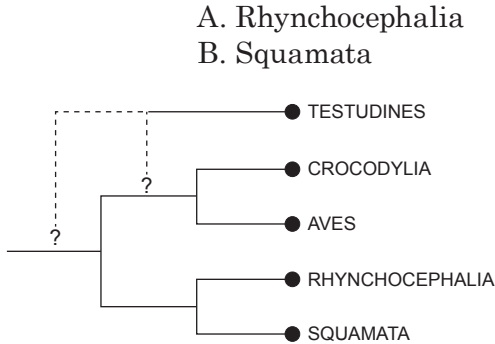 A. Rhynchocephalia
B. Squamata
TESTUDINES
CROCODYLIA
?
AVES
?
RHYNCHOCEPHALIA
SQUAMATA